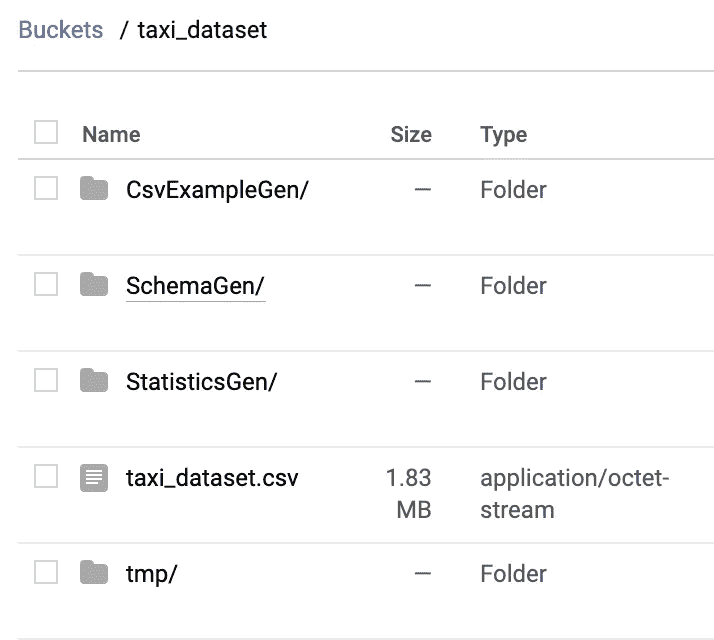 Buckets / taxi_dataset
Name Size Type
CsvExampleGen/ — Folder
SchemaGen/ — Folder
StatisticsGen/ — Folder
taxi_dataset.csv 1.83 application/octet-
MB stream
tmp/ — Folder